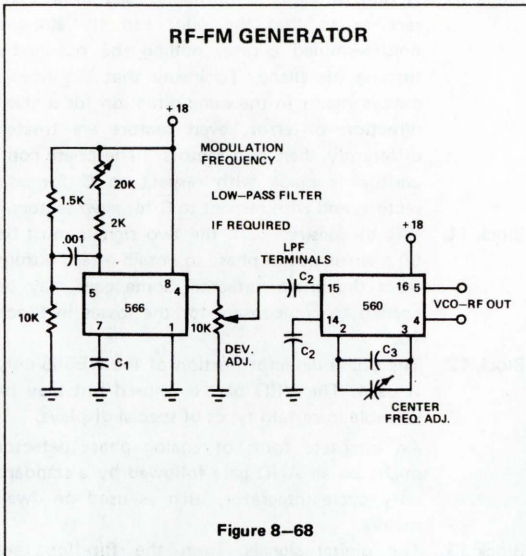 RF-FM GENERATOR
+18
MODULATION
FREQUENCY
20K
1.5K
LOW-PASS FILTER
2K
IF REQUIRED
LPF
TERMINALS
+18
.001
5
8
4
566
7
1
10K
C1
10K
DEV.
ADJ.
C2
C2
15
16
5
560
14
2
3
4
VCO-RF OUT
C3
CENTER
FREQ. ADJ.
Figure 8-68